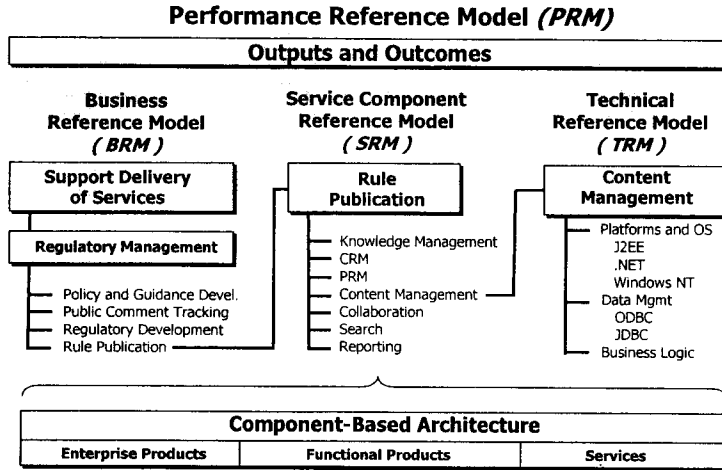 Performance Reference Model (PRM)
Outputs and Outcomes
Business
Reference Model
( BRM )
Support Delivery
of Services
Regulatory Management
Policy and Guidance Devel.
Public Comment Tracking
Regulatory Development
Rule Publication
Service Component
Reference Model
( SRM )
Rule
Publication
Knowledge Management
CRM
PRM
Content Management
Collaboration
Search
Reporting
Technical
Reference Model
( TRM )
Content
Management
Platforms and OS
J2EE
.NET
Windows NT
Data Mgmt
ODBC
JDBC
Business Logic
Component-Based Architecture
Enterprise Products
Functional Products
Services